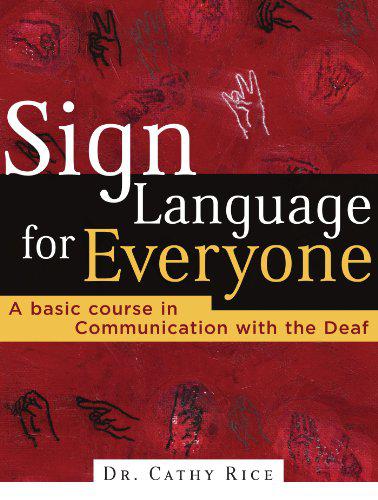 Sign
Language
for Everyone
A basic course in
Communication with the Deaf
DR. CATHY RICE